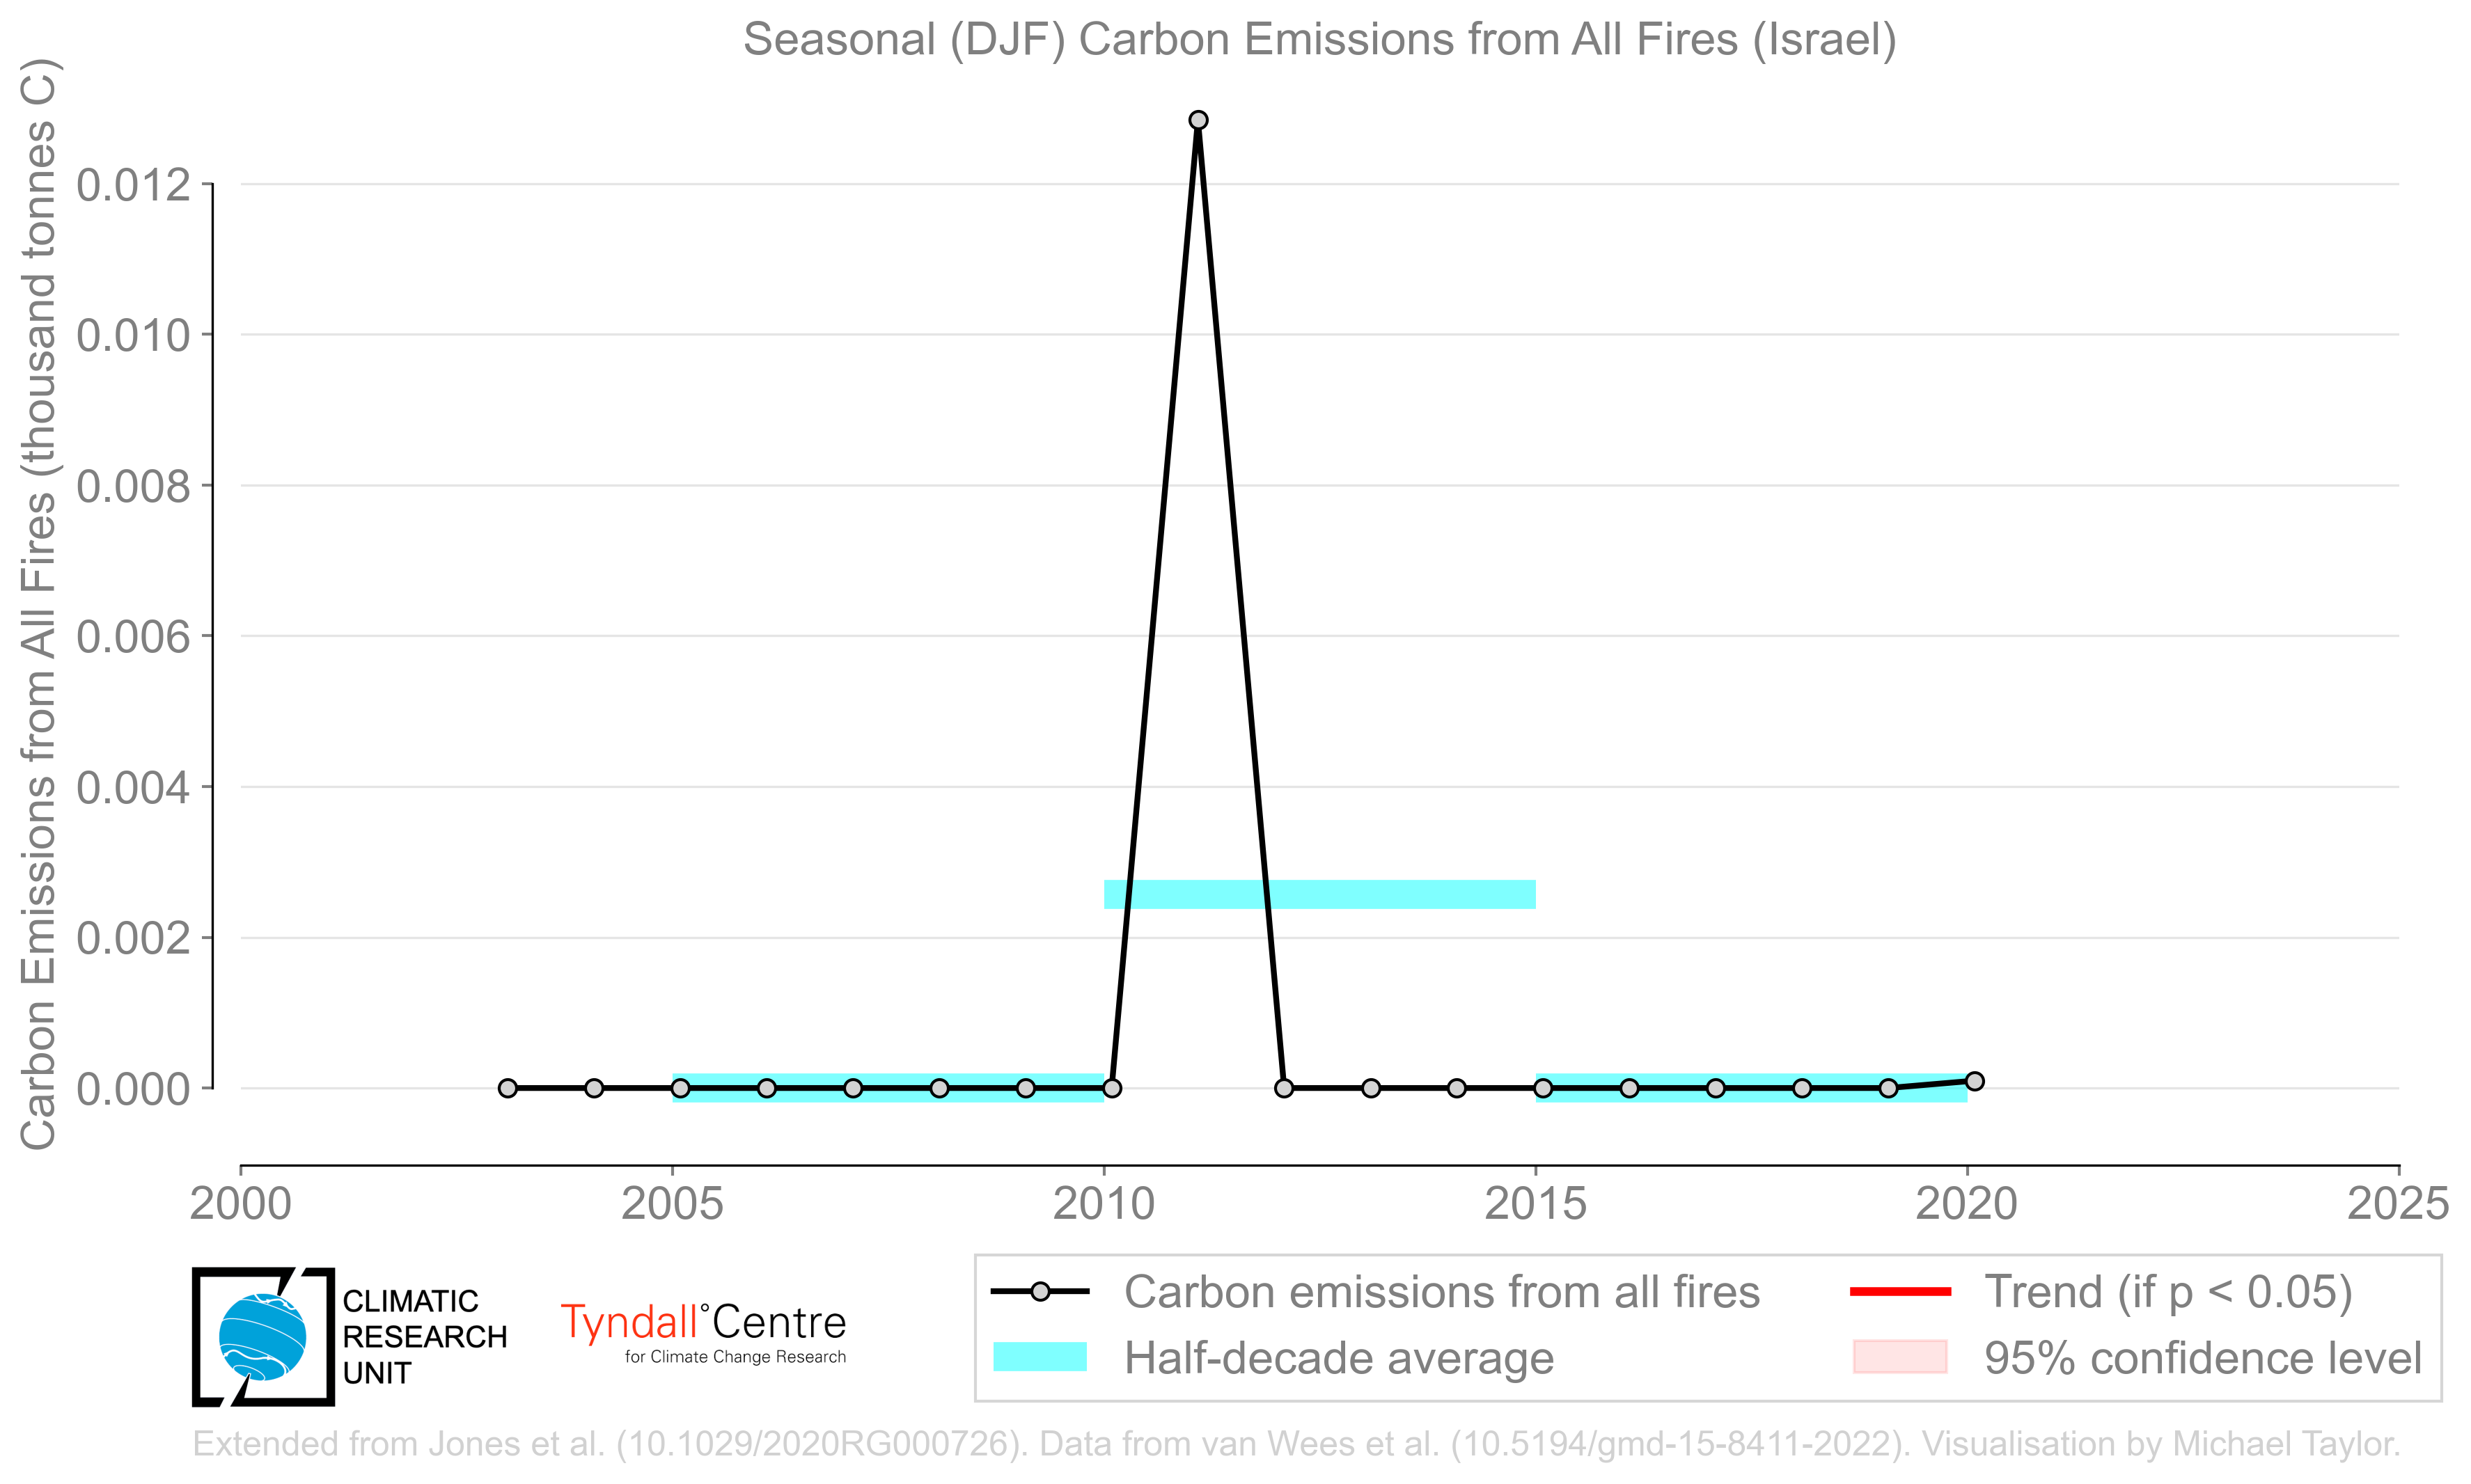 Seasonal (DJF) Carbon Emissions from All Fires (Israel)
Carbon Emissions from All Fires (thousand tonnes C)
0.012
0.010
0.008
0.006
0.004
0.002
0.000
2000 2005 2010 2015 2020 2025
CLIMATIC
RESEARCH
UNIT
Tyndall°Centre
for Climate Change Research
Carbon emissions from all fires
Half-decade average
Trend (if p < 0.05)
95% confidence level
Extended from Jones et al. (10.1029/2020RG000726). Data from van Wees et al. (10.5194/gmd-15-8411-2022). Visualisation by Michael Taylor.